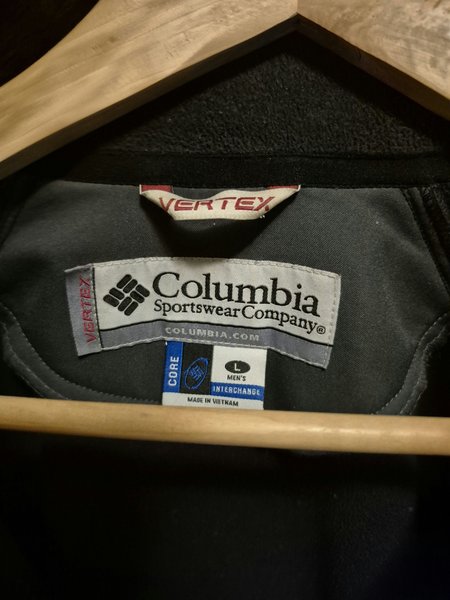 VERTEX
VERTEX
Columbia
Sportswear Company®
COLUMBIA.COM
CORE
L
MEN'S
INTERCHANGE
MADE IN VIETNAM